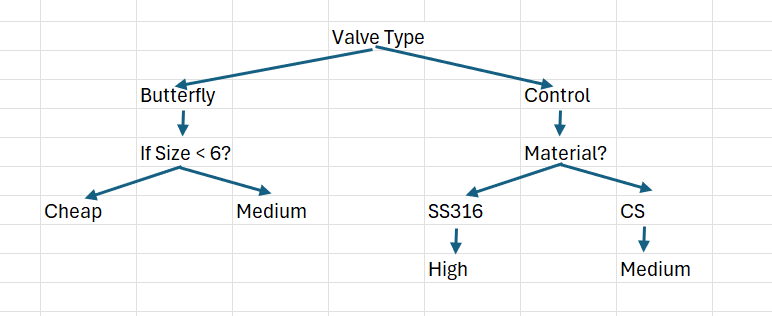 Valve Type
Butterfly
Control
If Size < 6?
Material?
Cheap
Medium
SS316
CS
High
Medium